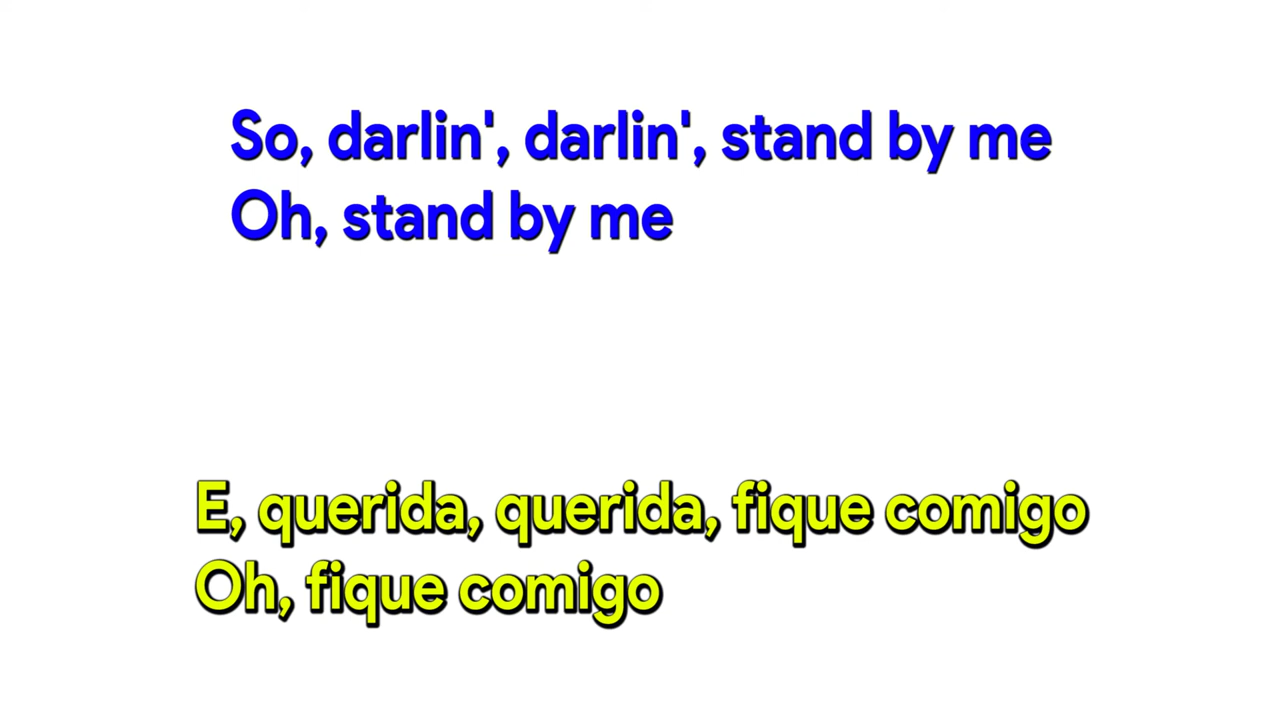 So, darlin', darlin', stand by me
Oh, stand by me
E, querida, querida, fique comigo
Oh, fique comigo